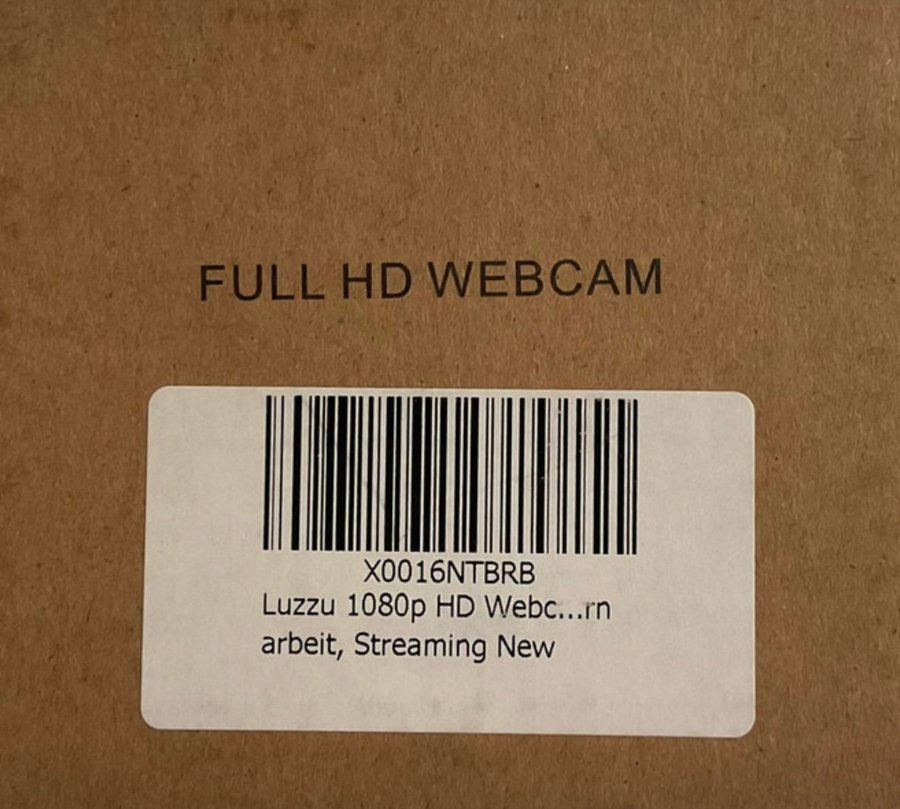 FULL HD WEBCAM
X0016NTBRB
Luzzu 1080p HD Webc...rn
arbeit, Streaming New